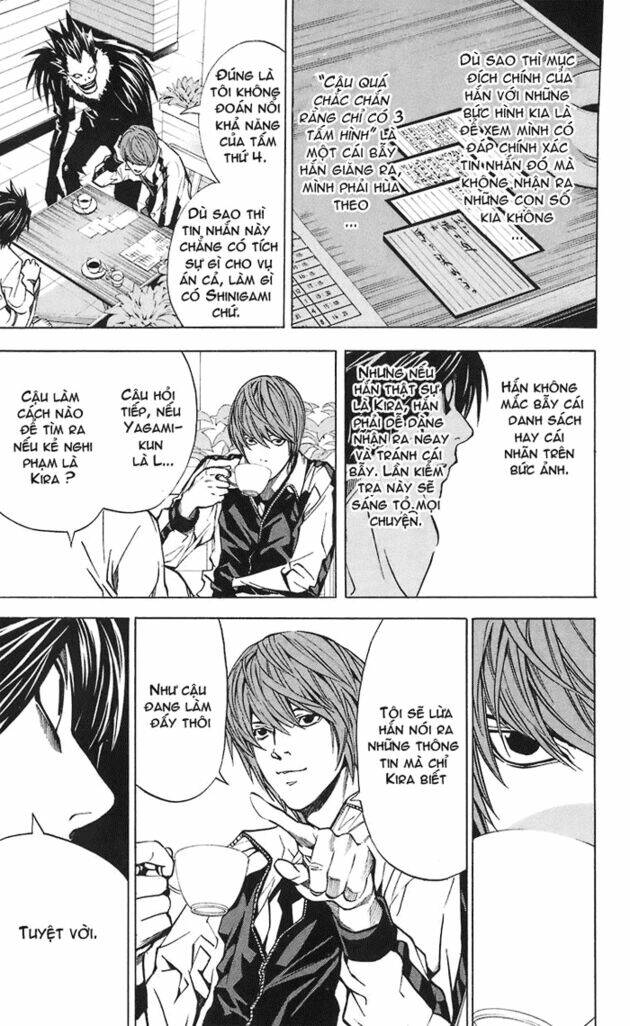 DÙ SAO THÌ MỤC
ĐÍCH CHÍNH CỦA
HẮN VỚI NHỮNG
BỨC HÌNH KIA LÀ
ĐỂ XEM MÌNH CÓ
ĐÁP CHÍNH XÁC
TIN NHẮN ĐÓ MÀ
KHÔNG NHẬN RA
NHỮNG CON SỐ
KIA KHÔNG
...
"CẬU QUÁ
CHẮC CHẮN
RẰNG CHỈ CÓ 3
TẤM HÌNH" LÀ
MỘT CÁI BẪY
HẮN GIĂNG RA,
MÌNH PHẢI HÙA
THEO
...
ĐÚNG LÀ
TÔI KHÔNG
ĐOÁN NỔI
KHẢ NĂNG
CỦA TẤM
THỨ 4.
DÙ SAO THÌ
TIN NHẮN NÀY
CHẲNG CÓ TÍCH
SỰ GÌ CHO VỤ
ÁN CẢ, LÀM GÌ
CÓ SHINIGAMI
CHỨ.
HẮN KHÔNG
MẮC BẪY CÁI
DANH SÁCH
HAY CÁI
NHÃN TRÊN
BỨC ẢNH.
NHƯNG NẾU
HẮN THẬT SỰ
LÀ KIRA, HẮN
PHẢI DỄ DÀNG
NHẬN RA NGAY
VÀ TRÁNH CÁI
BẪY. LẦN KIỂM
TRA NÀY SẼ
SÁNG TỎ MỌI
CHUYỆN.
CÂU HỎI
TIẾP, NẾU
YAGAMI-
KUN
LÀ L...
CẬU LÀM
CÁCH NÀO
ĐỂ TÌM RA
NẾU KẺ NGHI
PHẠM LÀ
KIRA ?
TÔI SẼ LỪA
HẮN NÓI RA
NHỮNG THÔNG
TIN MÀ CHỈ
KIRA BIẾT
NHƯ CẬU
ĐANG LÀM
ĐẤY THÔI
TUYỆT VỜI.